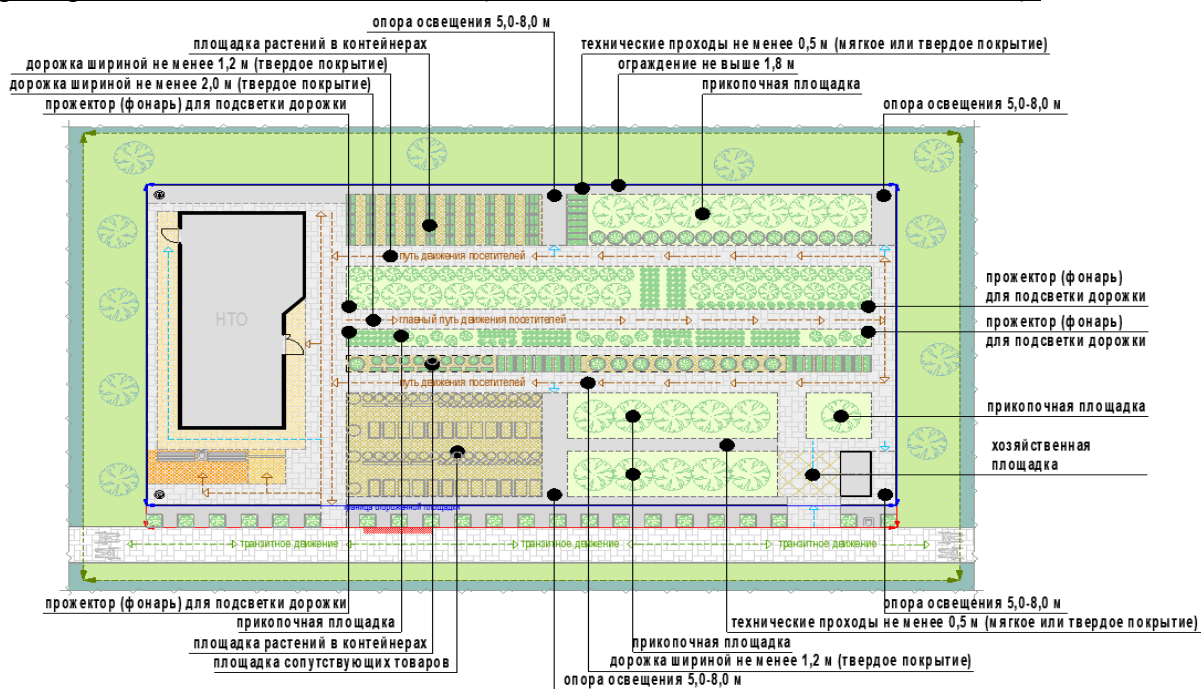 опора освещения 5,0-8,0 м
площадка растений в контейнерах
технические проходы не менее 0,5 м (мягкое или твердое покрытие)
дорожка шириной не менее 1,2 м (твердое покрытие)
ограждение не выше 1,8 м
дорожка шириной не менее 2,0 м (твердое покрытие)
прикопочная площадка
прожектор (фонарь) для подсветки дорожки
опора освещения 5,0-8,0 м
путь движения посетителей
прожектор (фонарь)
для подсветки дорожки
НТО
главный путь движения посетителей
прожектор (фонарь)
для подсветки дорожки
путь движения посетителей
прикопочная площадка
хозяйственная
площадка
граница огороженной площадки
транзитное движение
транзитное движение
транзитное движение
прожектор (фонарь) для подсветки дорожки
опора освещения 5,0-8,0 м
прикопочная площадка
технические проходы не менее 0,5 м (мягкое или твердое покрытие)
площадка растений в контейнерах
прикопочная площадка
площадка сопутствующих товаров
дорожка шириной не менее 1,2 м (твердое покрытие)
опора освещения 5,0-8,0 м